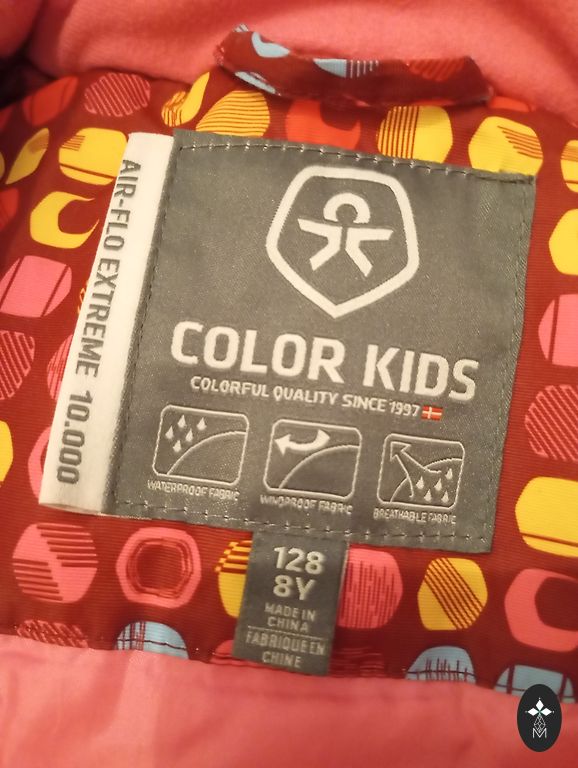 AIR-FLO EXTREME 10.000
COLOR KIDS
COLORFUL QUALITY SINCE 1997
WATERPROOF FABRIC
WINDPROOF FABRIC
BREATHABLE FABRIC
128
8Y
MADE IN
CHINA
FABRIQUE EN
CHINE
M